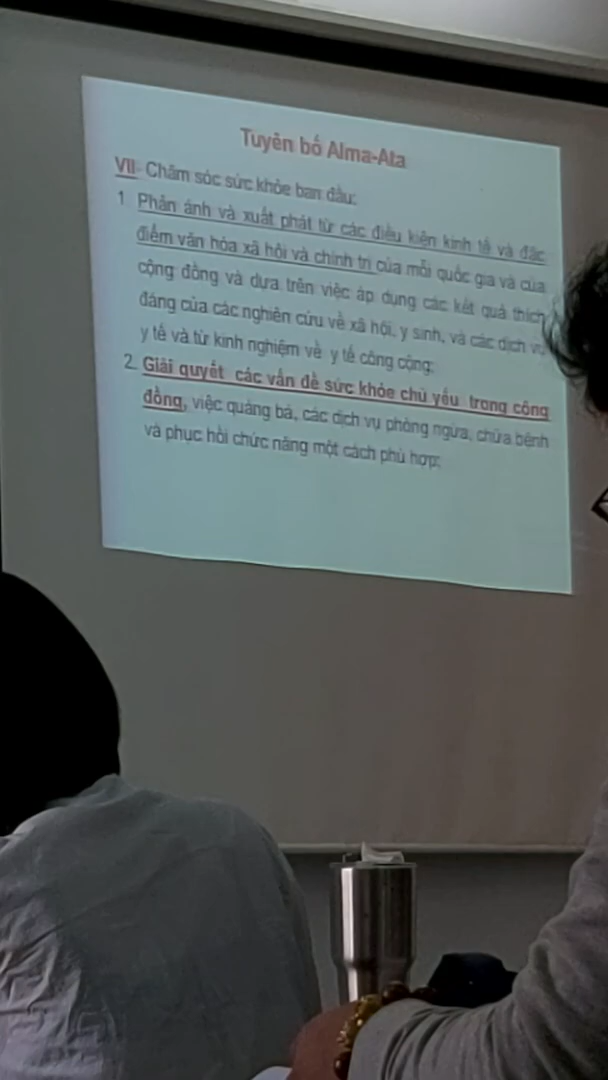 Tuyên bố Alma-Ata
VII- Chăm sóc sức khỏe ban đầu:
1. Phản ánh và xuất phát từ các điều kiện kinh tế và đặc
điểm văn hóa xã hội và chính trị của mỗi quốc gia và của
cộng đồng và dựa trên việc áp dụng các kết quả thích
đáng của các nghiên cứu về xã hội, y sinh, và các dịch vụ
y tế và từ kinh nghiệm về y tế công cộng;
2. Giải quyết các vấn đề sức khỏe chủ yếu trong cộng
đồng, việc quảng bá, các dịch vụ phòng ngừa, chữa bệnh
và phục hồi chức năng một cách phù hợp;